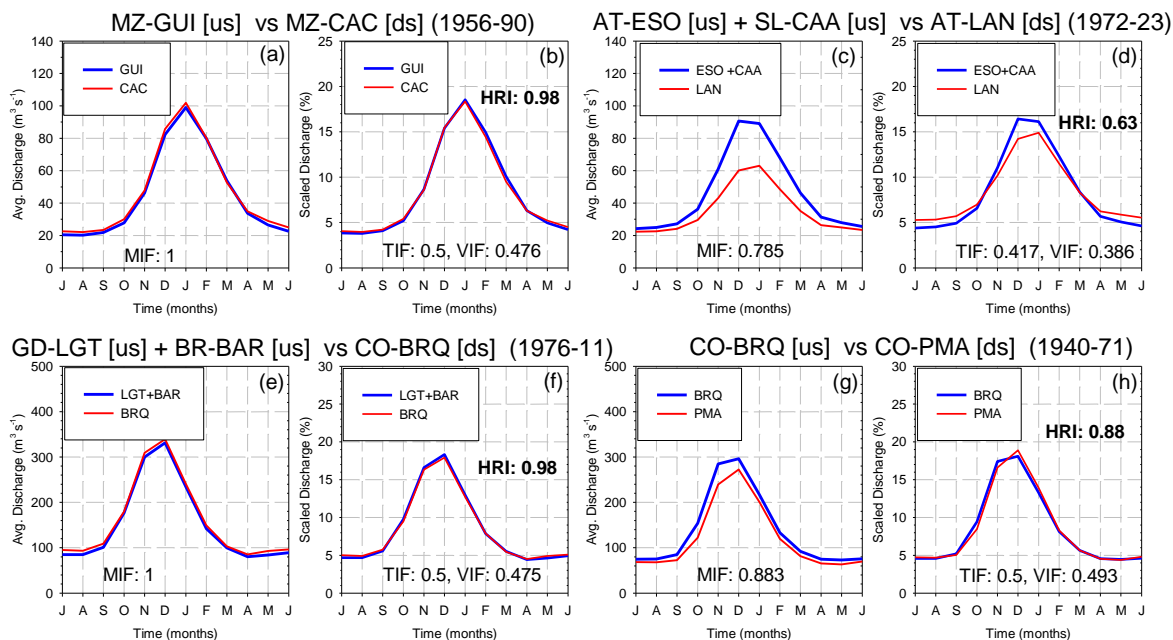 MZ-GUI [us] vs MZ-CAC [ds] (1956-90)
AT-ESO [us] + SL-CAA [us] vs AT-LAN [ds] (1972-23)
(a)
GUI
CAC
MIF: 1
Avg. Discharge (m³ s⁻¹)
140
120
100
80
60
40
20
0
J A S O N D J F M A M J
Time (months)
(b)
GUI
CAC
HRI: 0.98
TIF: 0.5, VIF: 0.476
Scaled Discharge (%)
25
20
15
10
5
0
J A S O N D J F M A M J
Time (months)
(c)
ESO +CAA
LAN
MIF: 0.785
Avg. Discharge (m³ s⁻¹)
140
120
100
80
60
40
20
0
J A S O N D J F M A M J
Time (months)
(d)
ESO+CAA
LAN
HRI: 0.63
TIF: 0.417, VIF: 0.386
Scaled Discharge (%)
25
20
15
10
5
0
J A S O N D J F M A M J
Time (months)
GD-LGT [us] + BR-BAR [us] vs CO-BRQ [ds] (1976-11)
CO-BRQ [us] vs CO-PMA [ds] (1940-71)
(e)
LGT+BAR
BRQ
MIF: 1
Avg. Discharge (m³ s⁻¹)
500
400
300
200
100
0
J A S O N D J F M A M J
Time (months)
(f)
LGT+BAR
BRQ
HRI: 0.98
TIF: 0.5, VIF: 0.475
Scaled Discharge (%)
30
25
20
15
10
5
0
J A S O N D J F M A M J
Time (months)
(g)
BRQ
PMA
MIF: 0.883
Avg. Discharge (m³ s⁻¹)
500
400
300
200
100
0
J A S O N D J F M A M J
Time (months)
(h)
BRQ
PMA
HRI: 0.88
TIF: 0.5, VIF: 0.493
Scaled Discharge (%)
30
25
20
15
10
5
0
J A S O N D J F M A M J
Time (months)